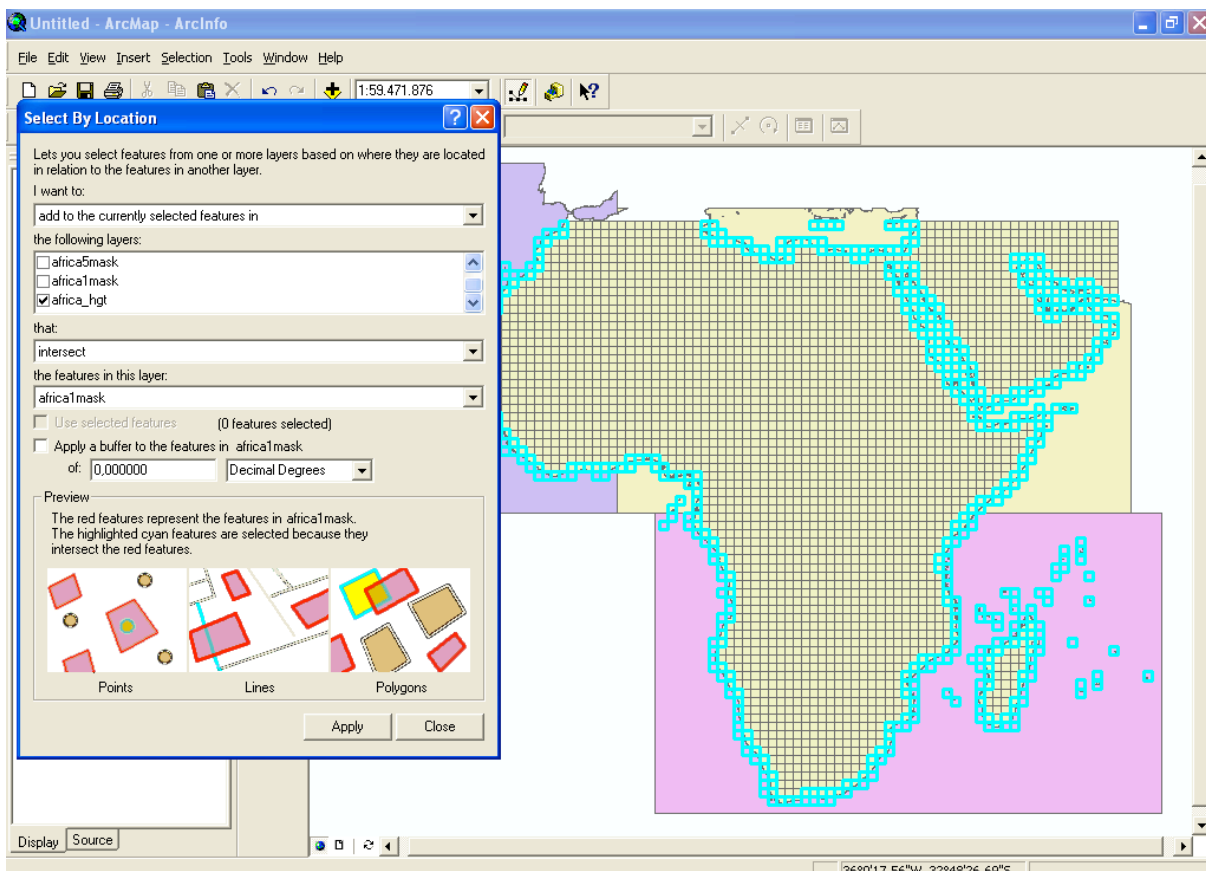 Untitled - ArcMap - ArcInfo
File Edit View Insert Selection Tools Window Help
1:59.471.876
Select By Location
Lets you select features from one or more layers based on where they are located
in relation to the features in another layer.
I want to:
add to the currently selected features in
the following layers:
africa5mask
africa1mask
africa_hgt
that:
intersect
the features in this layer:
africa1mask
Use selected features (0 features selected)
Apply a buffer to the features in africa1mask
of: 0,000000 Decimal Degrees
Preview
The red features represent the features in africa1mask.
The highlighted cyan features are selected because they
intersect the red features.
Points Lines Polygons
Apply Close
Display Source